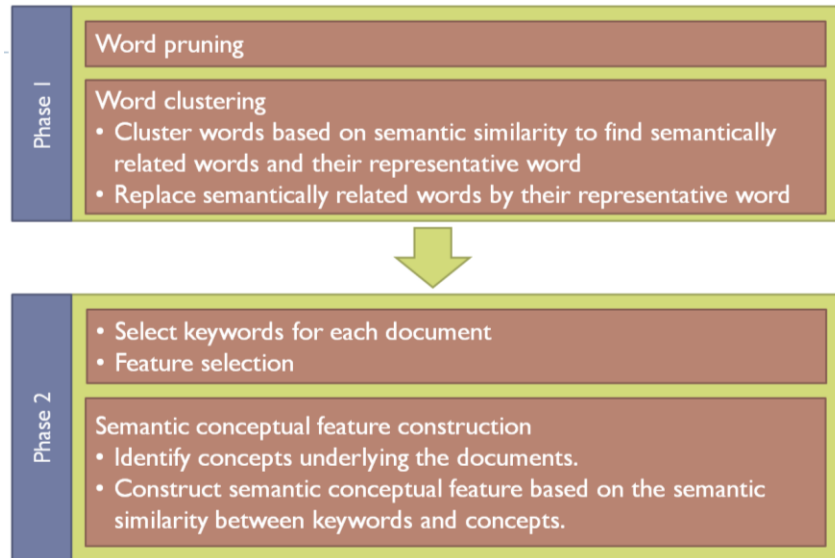 Phase 1
Word pruning
Word clustering
• Cluster words based on semantic similarity to find semantically
related words and their representative word
• Replace semantically related words by their representative word
Phase 2
• Select keywords for each document
• Feature selection
Semantic conceptual feature construction
• Identify concepts underlying the documents.
• Construct semantic conceptual feature based on the semantic
similarity between keywords and concepts.